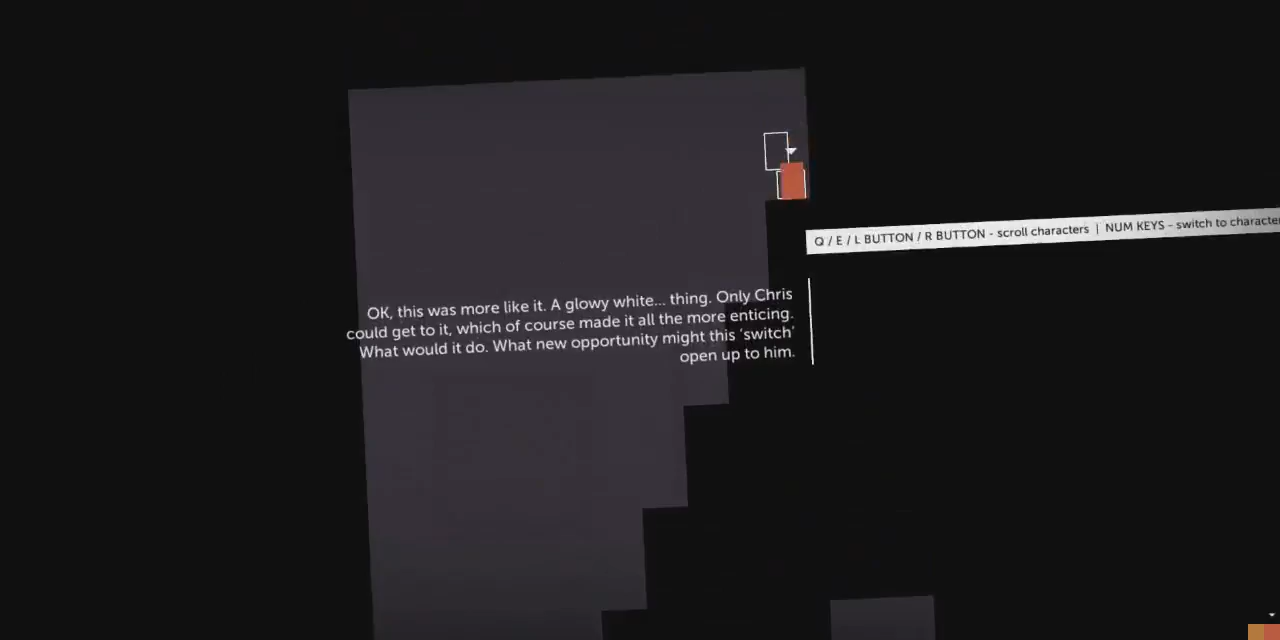 Q / E / L BUTTON / R BUTTON - scroll characters | NUM KEYS - switch to character
OK, this was more like it. A glowy white... thing. Only Chris
could get to it, which of course made it all the more enticing.
What would it do. What new opportunity might this 'switch'
open up to him.